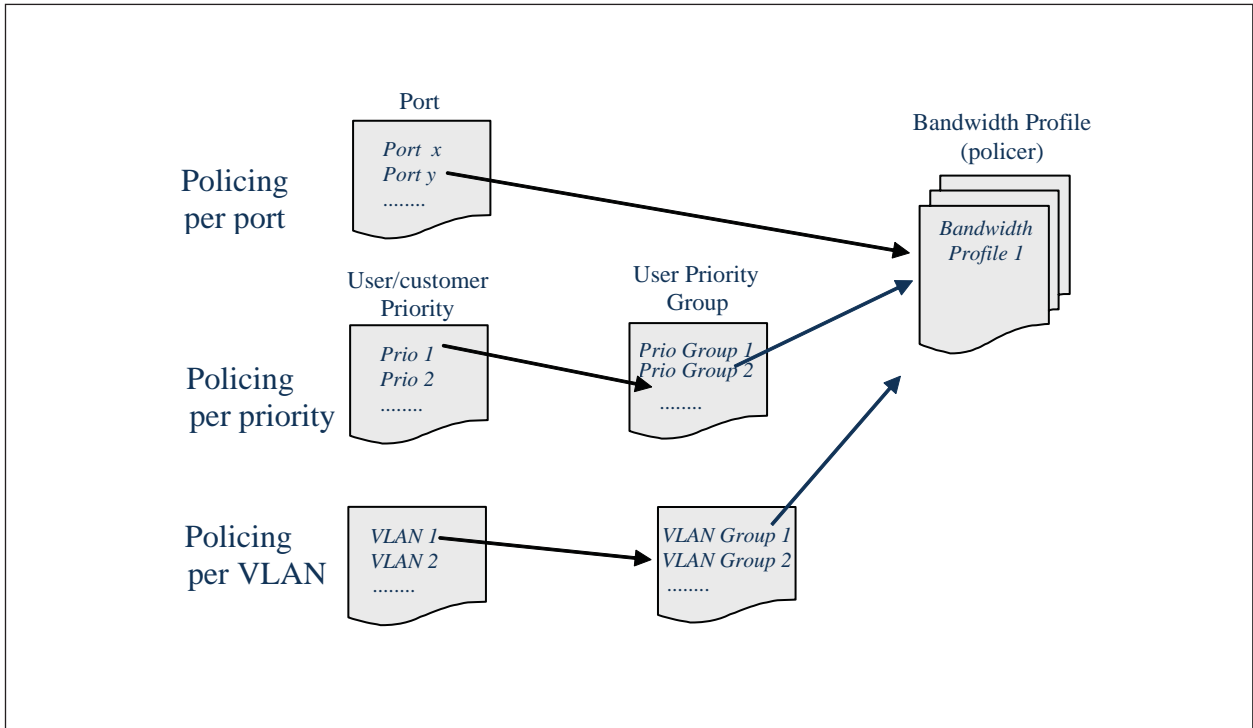 Port
Port x
Port y
........
Policing
per port
Bandwidth Profile
(policer)
Bandwidth
Profile 1
User/customer
Priority
Prio 1
Prio 2
........
User Priority
Group
Prio Group 1
Prio Group 2
........
Policing
per priority
Policing
per VLAN
VLAN 1
VLAN 2
........
VLAN Group 1
VLAN Group 2
........